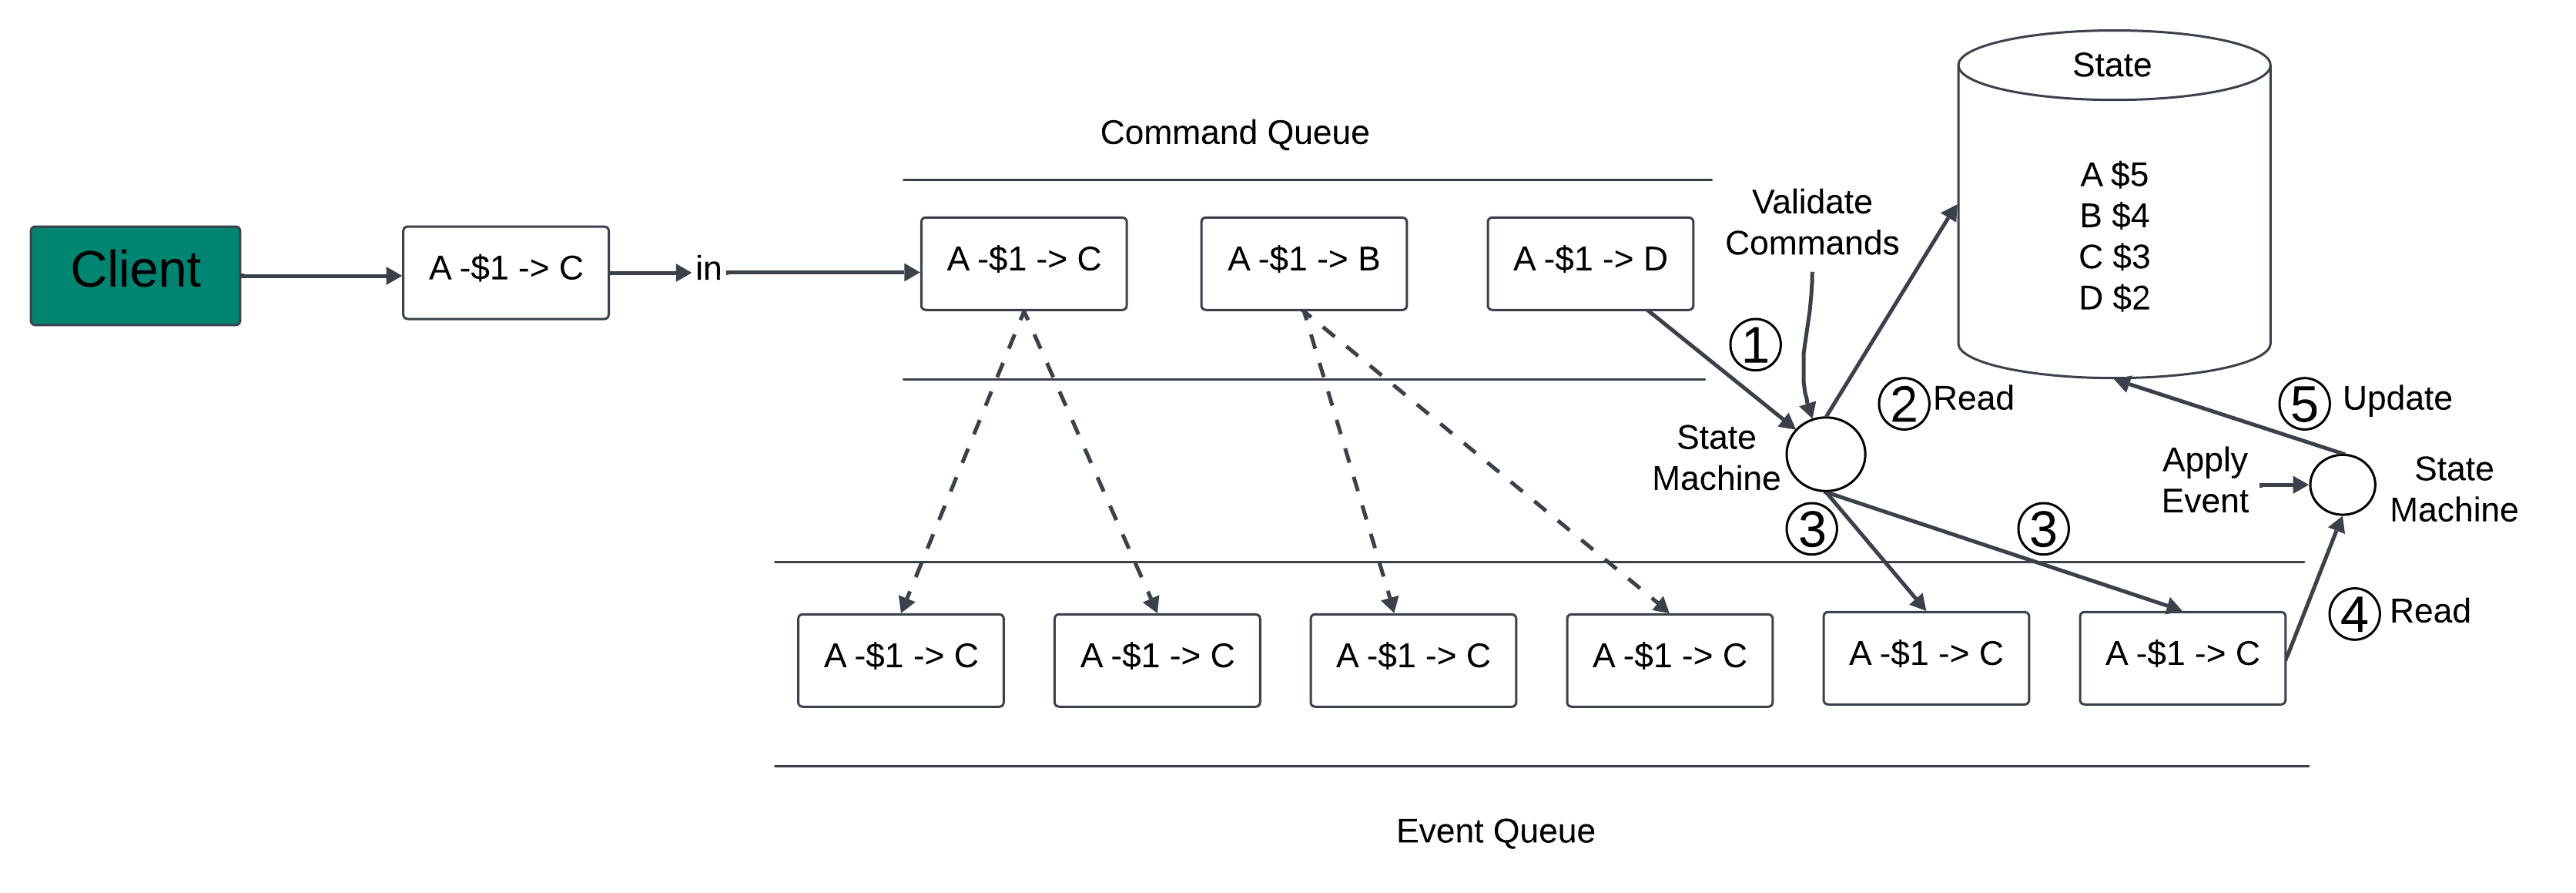 State
A $5
B $4
C $3
D $2
Command Queue
Validate
Commands
Client
A -$1 -> C
in
A -$1 -> C
A -$1 -> B
A -$1 -> D
①
②
Read
⑤
Update
State
Machine
Apply
Event
State
Machine
③
③
④
Read
A -$1 -> C
A -$1 -> C
A -$1 -> C
A -$1 -> C
A -$1 -> C
A -$1 -> C
Event Queue